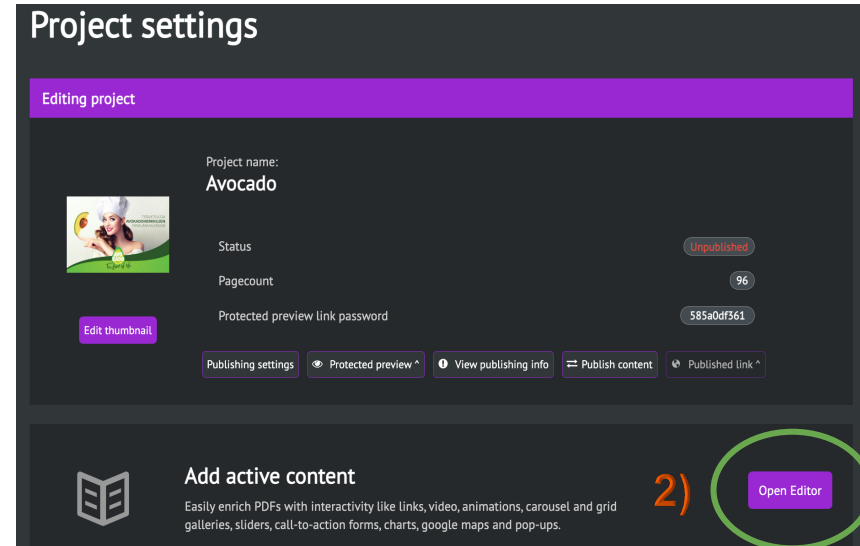 Project settings
Editing project
Project name:
Avocado
Status
Unpublished
Pagecount
96
Protected preview link password
585a0df361
Edit thumbnail
Publishing settings
Protected preview ^
View publishing info
Publish content
Published link ^
Add active content
Easily enrich PDFs with interactivity like links, video, animations, carousel and grid
galleries, sliders, call-to-action forms, charts, google maps and pop-ups.
2)
Open Editor